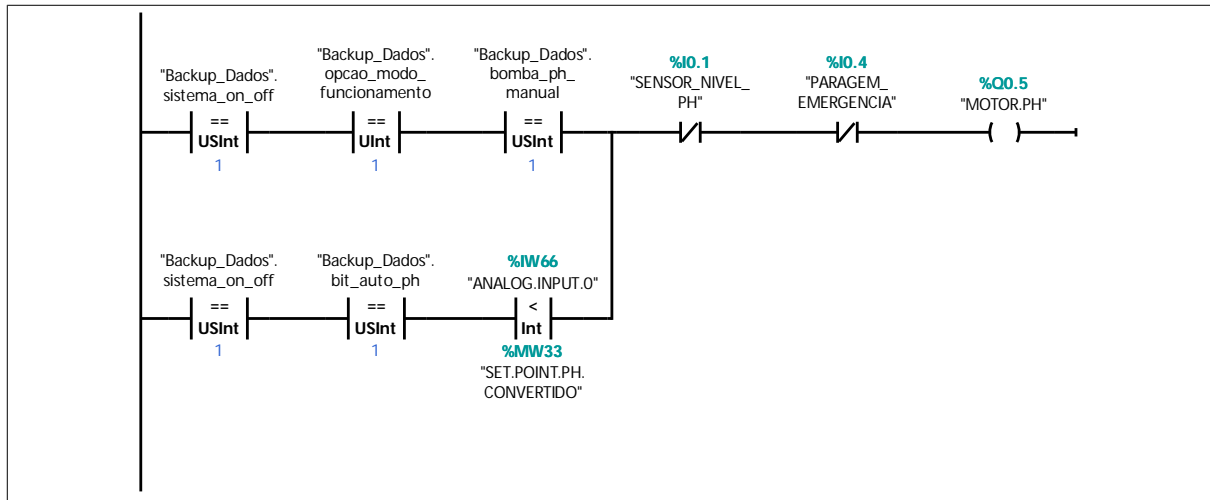 "Backup_Dados".
sistema_on_off
==
USInt
1
"Backup_Dados".
opcao_modo_
funcionamento
==
UInt
1
"Backup_Dados".
bomba_ph_
manual
==
USInt
1
%I0.1
"SENSOR_NIVEL_
PH"
%I0.4
"PARAGEM_
EMERGENCIA"
%Q0.5
"MOTOR.PH"
"Backup_Dados".
sistema_on_off
==
USInt
1
"Backup_Dados".
bit_auto_ph
==
USInt
1
%IW66
"ANALOG.INPUT.0"
<
Int
%MW33
"SET.POINT.PH.
CONVERTIDO"